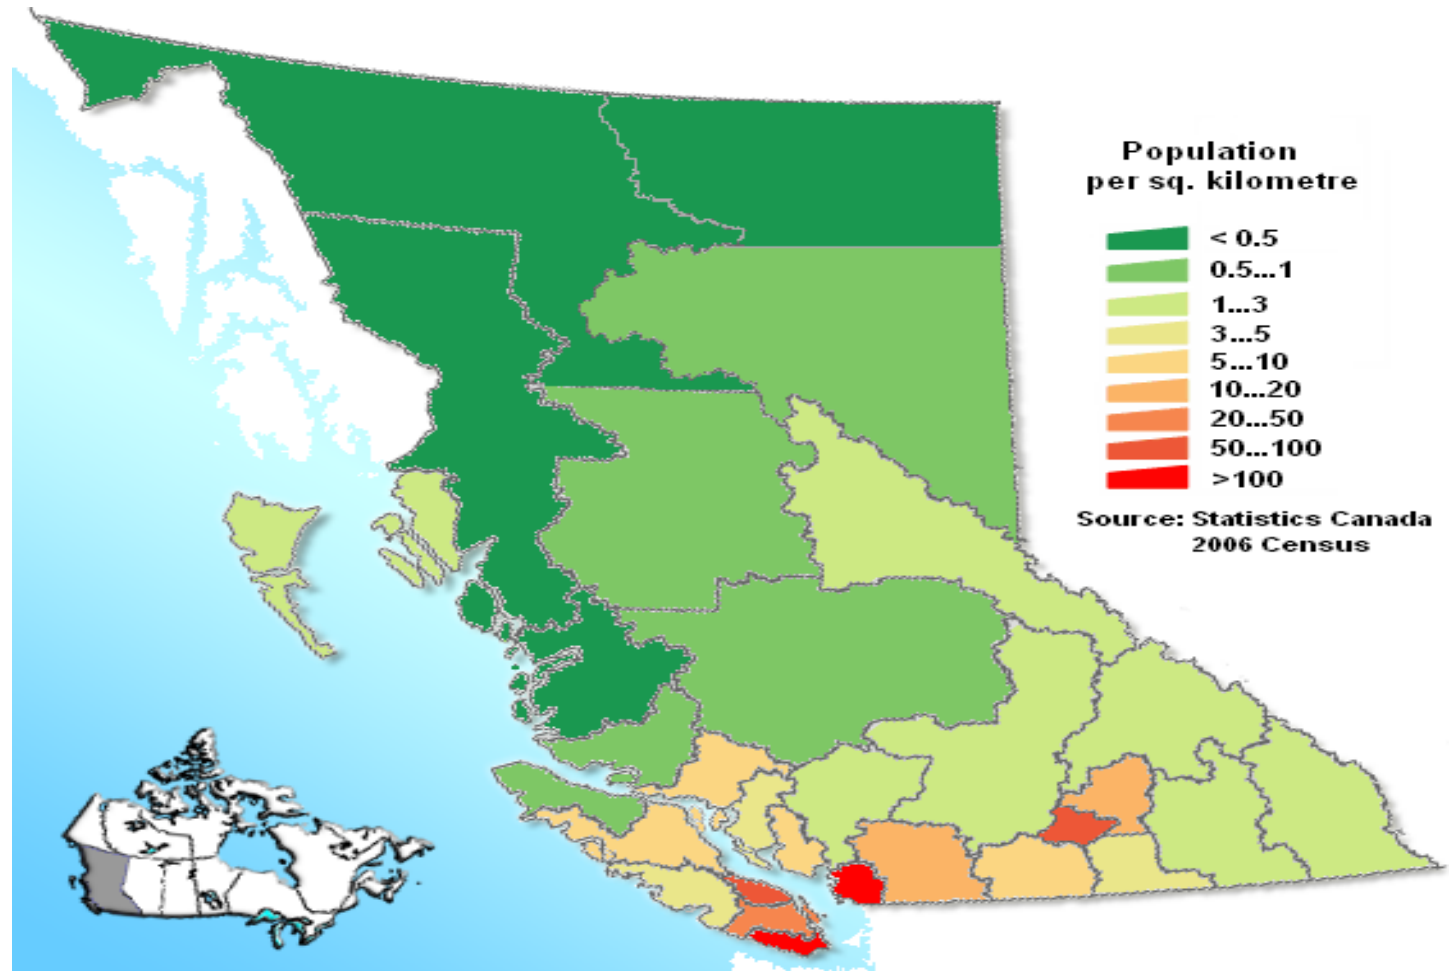 Population
per sq. kilometre
< 0.5
0.5...1
1...3
3...5
5...10
10...20
20...50
50...100
>100
Source: Statistics Canada
2006 Census